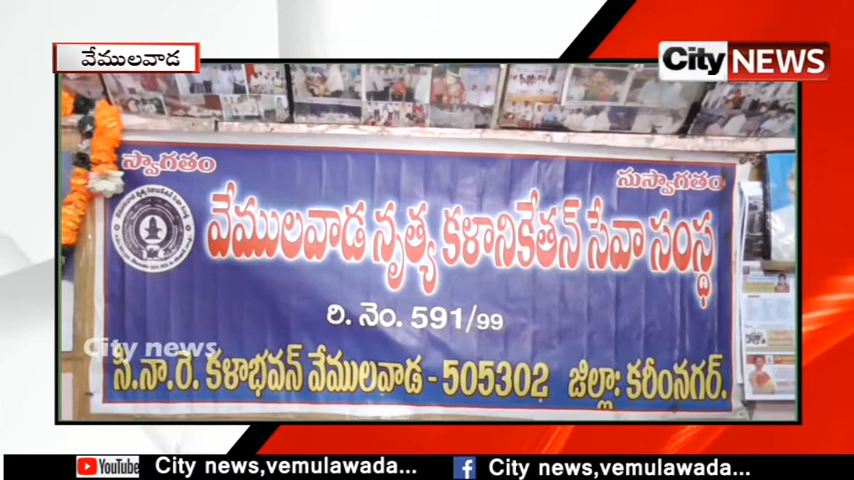 వేములవాడ
City NEWS
స్వాగతం
సుస్వాగతం
వేములవాడ నృత్య కళానికేతన్ సేవా సంస్థ
రి. నెం. 591/99
City news
సి.నా.రే. కళాభవన్ వేములవాడ - 505302 జిల్లా: కరీంనగర్.
YouTube City news,vemulawada...
City news,vemulawada...